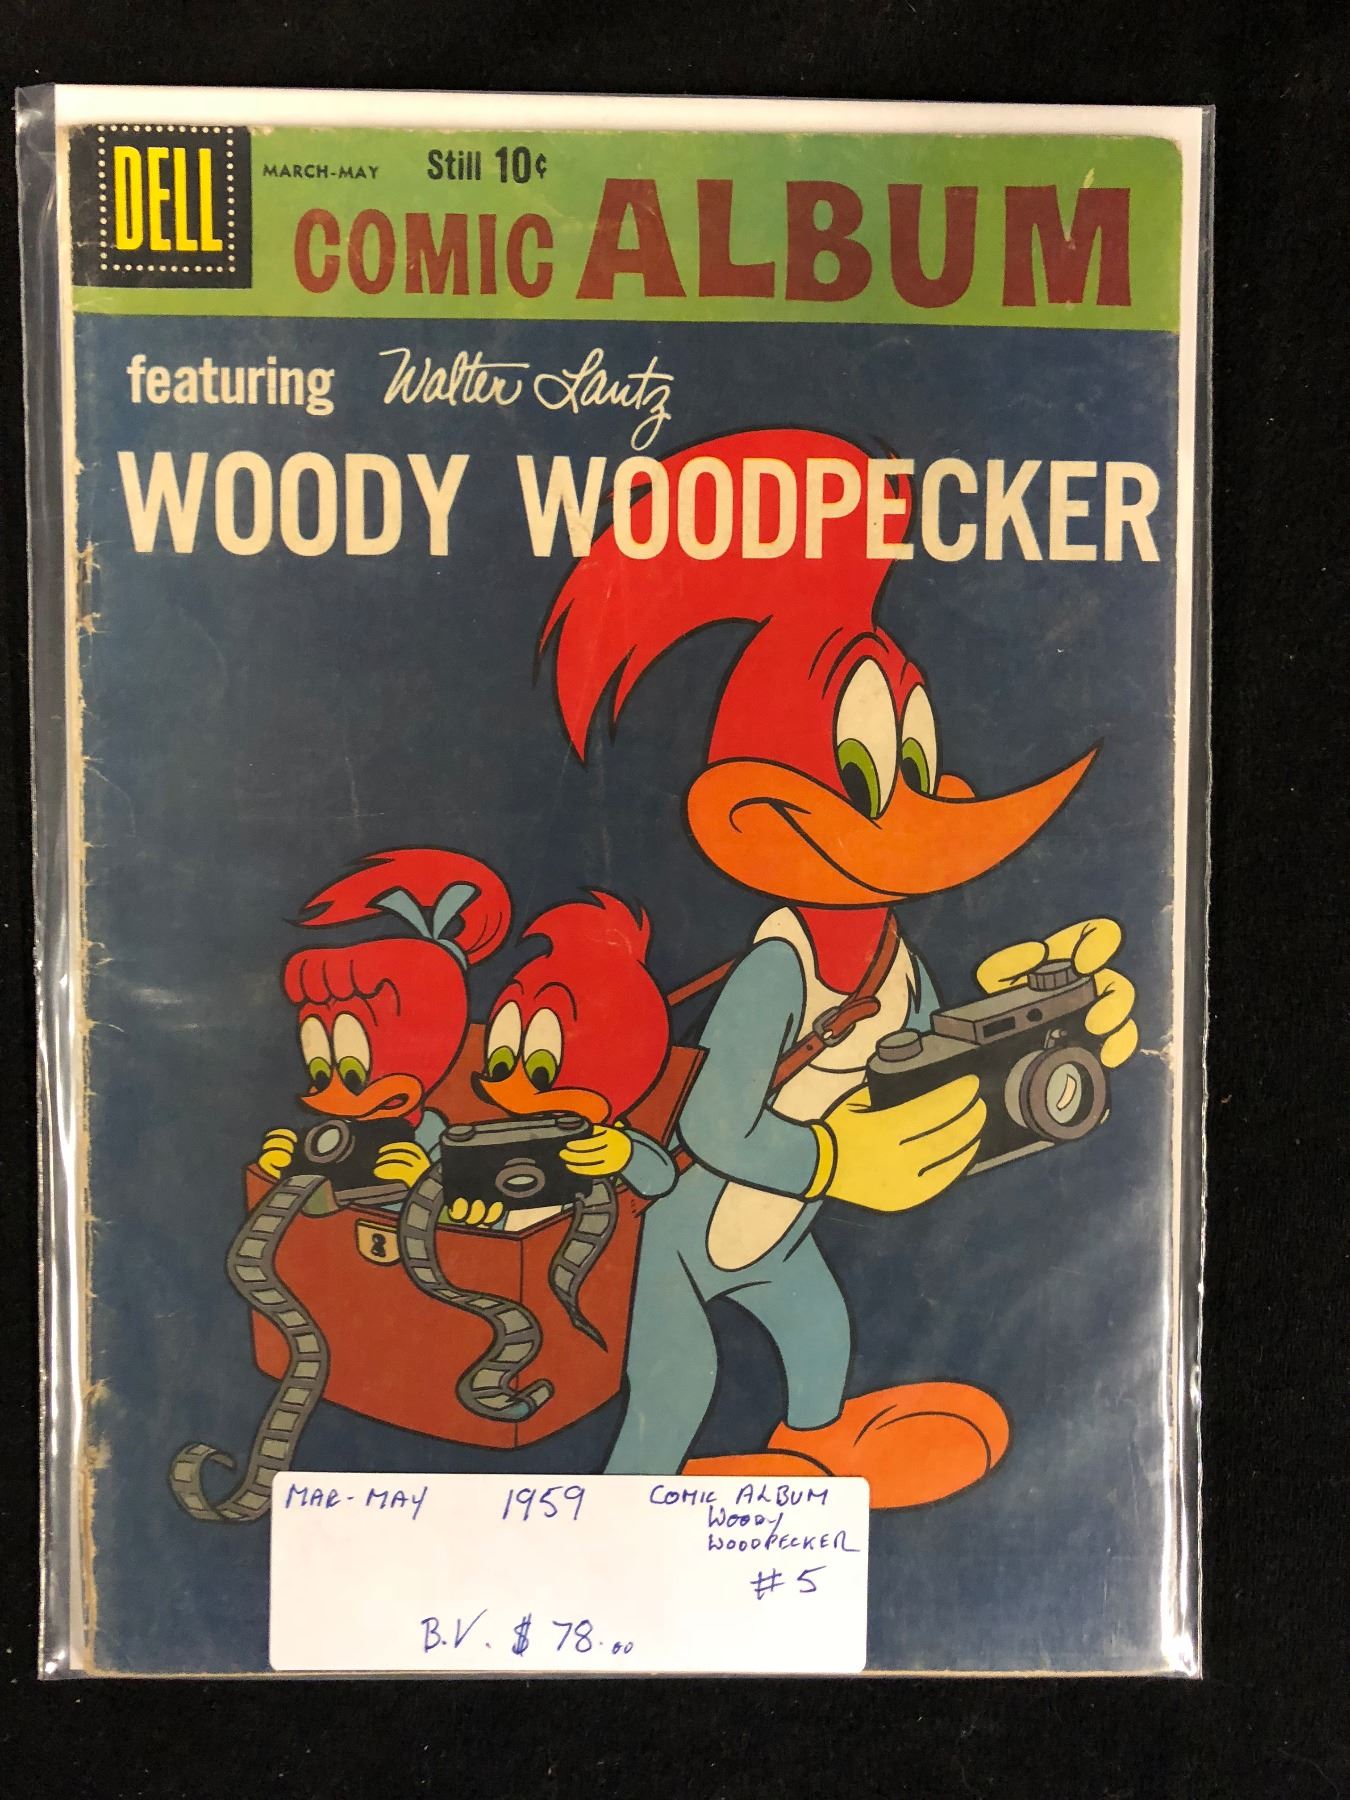 DELL
MARCH-MAY
Still 10¢
COMIC ALBUM
featuring Walter Lantz
WOODY WOODPECKER
MAR-MAY 1959 COMIC ALBUM
WOODY
WOODPECKER
# 5
B.V. $ 78.00